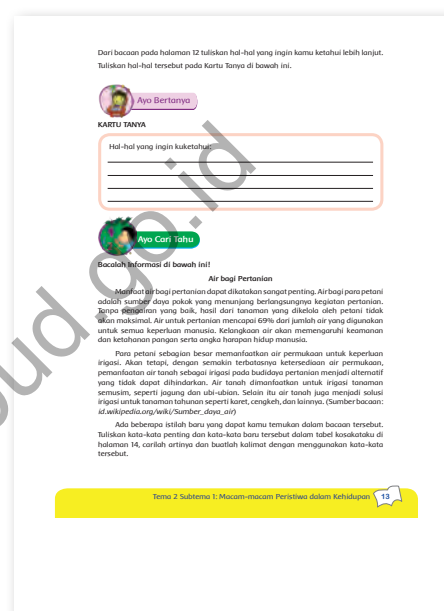 Dari bacaan pada halaman 12 tuliskan hal-hal yang ingin kamu ketahui lebih lanjut.
Tuliskan hal-hal tersebut pada Kartu Tanya di bawah ini.
Ayo Bertanya
KARTU TANYA
Hal-hal yang ingin kuketahui:
Ayo Cari Tahu
Bacalah Informasi di bawah ini!
Air bagi Pertanian
Manfaat air bagi pertanian dapat dikatakan sangat penting. Air bagi para petani
adalah sumber daya pokok yang menunjang berlangsungnya kegiatan pertanian.
Tanpa pengairan yang baik, hasil dari tanaman yang dikelola oleh petani tidak
akan maksimal. Air untuk pertanian mencapai 69% dari jumlah air yang digunakan
untuk semua keperluan manusia. Kelangkaan air akan memengaruhi keamanan
dan ketahanan pangan serta angka harapan hidup manusia.
Para petani sebagian besar memanfaatkan air permukaan untuk keperluan
irigasi. Akan tetapi, dengan semakin terbatasnya ketersediaan air permukaan,
pemanfaatan air tanah sebagai irigasi pada budidaya pertanian menjadi alternatif
yang tidak dapat dihindarkan. Air tanah dimanfaatkan untuk irigasi tanaman
semusim, seperti jagung dan ubi-ubian. Selain itu air tanah juga menjadi solusi
irigasi untuk tanaman tahunan seperti karet, cengkeh, dan lainnya. (Sumber bacaan:
id.wikipedia.org/wiki/Sumber_daya_air)
Ada beberapa istilah baru yang dapat kamu temukan dalam bacaan tersebut.
Tuliskan kata-kata penting dan kata-kata baru tersebut dalam tabel kosakataku di
halaman 14, carilah artinya dan buatlah kalimat dengan menggunakan kata-kata
tersebut.
Tema 2 Subtema 1: Macam-macam Peristiwa dalam Kehidupan 13
bud.go.id